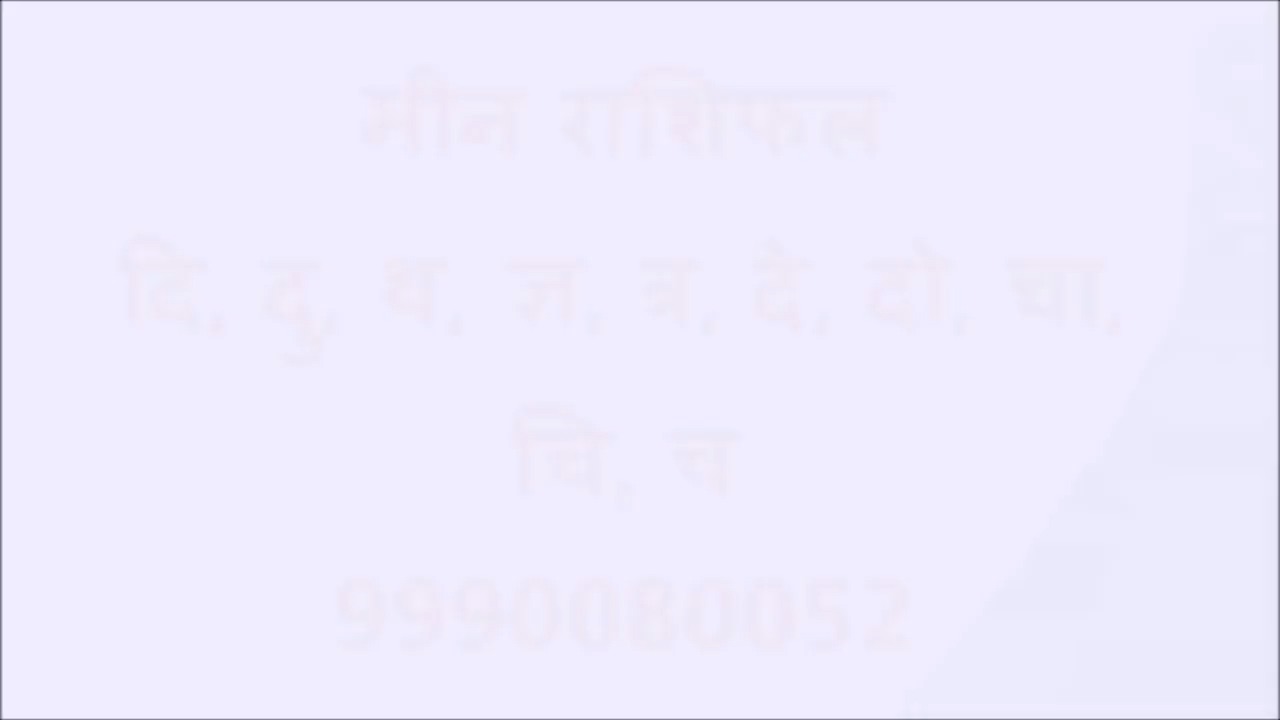 मीन राशिफल
दि, दु, थ, ज्ञ, त्र, दे, दो, चा,
चि, च
9990080052